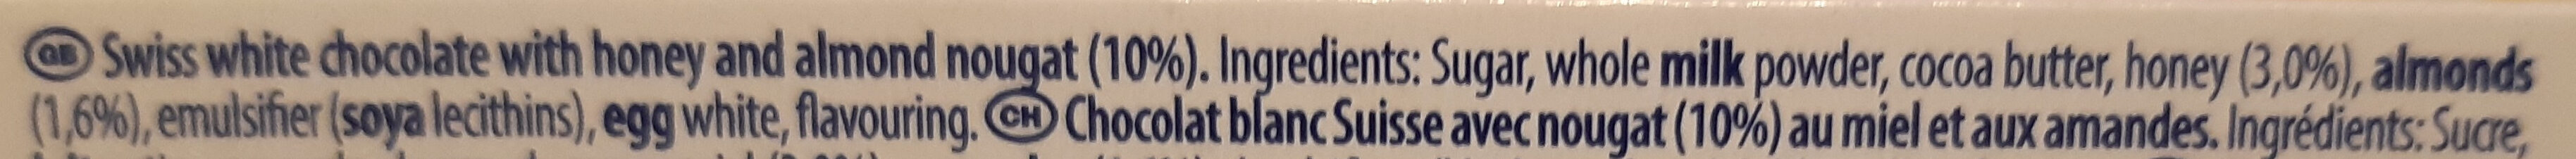 GB Swiss white chocolate with honey and almond nougat (10%). Ingredients: Sugar, whole milk powder, cocoa butter, honey (3,0%), almonds
(1,6%), emulsifier (soya lecithins), egg white, flavouring. CH Chocolat blanc Suisse avec nougat (10%) au miel et aux amandes. Ingrédients: Sucre,